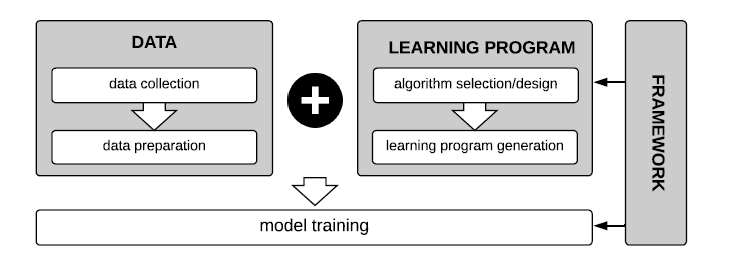 DATA
data collection
data preparation
LEARNING PROGRAM
algorithm selection/design
learning program generation
FRAMEWORK
model training